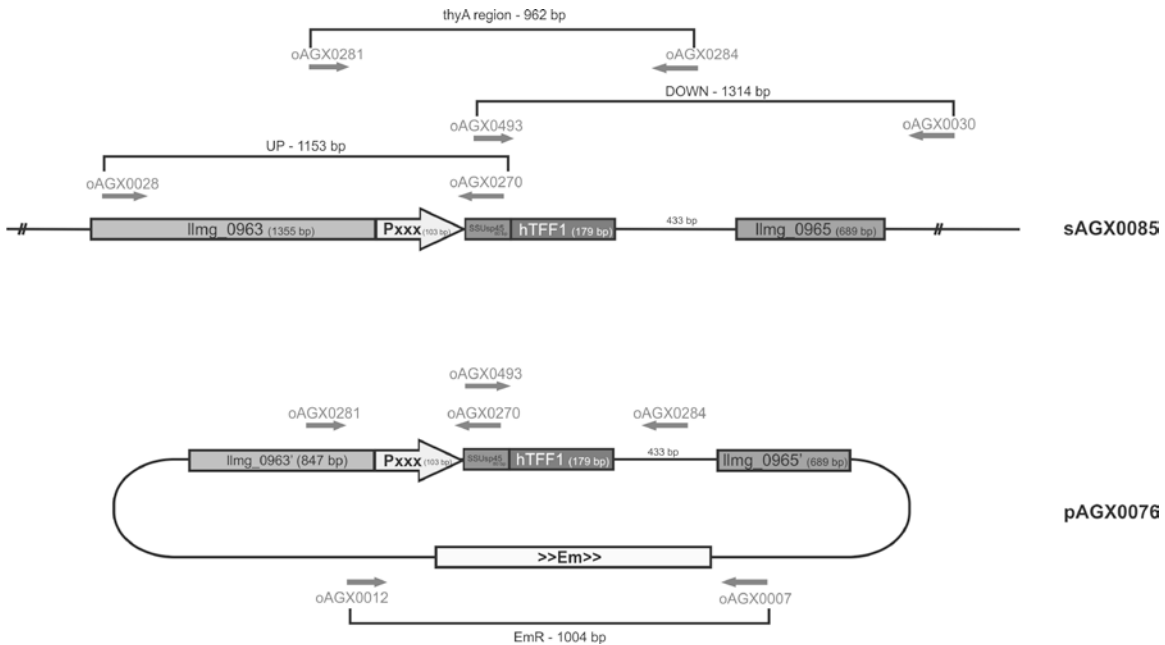 thyA region - 962 bp
oAGX0281
oAGX0284
DOWN - 1314 bp
oAGX0493
oAGX0030
UP - 1153 bp
oAGX0028
oAGX0270
llmg_0963 (1355 bp)
Pxxx (103 bp)
SSUsp45
hTFF1 (179 bp)
433 bp
llmg_0965 (689 bp)
sAGX0085
oAGX0493
oAGX0281
oAGX0270
oAGX0284
llmg_0963' (847 bp)
Pxxx (103 bp)
SSUsp45
hTFF1 (179 bp)
433 bp
llmg_0965' (689 bp)
pAGX0076
>>Em>>
oAGX0012
oAGX0007
EmR - 1004 bp